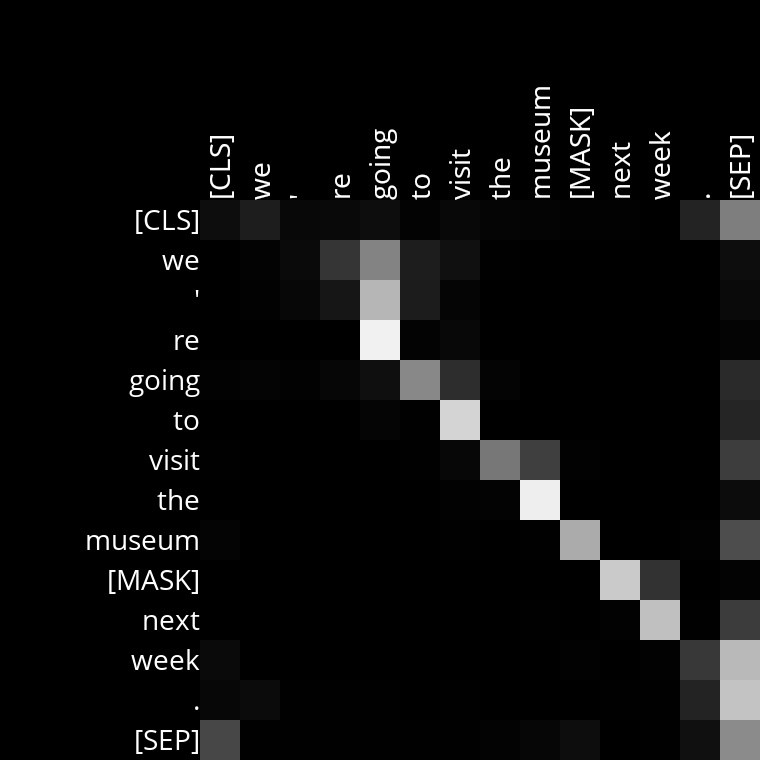 [CLS] we ' re going to visit the museum [MASK] next week . [SEP]
[CLS]
we
'
re
going
to
visit
the
museum
[MASK]
next
week
.
[SEP]